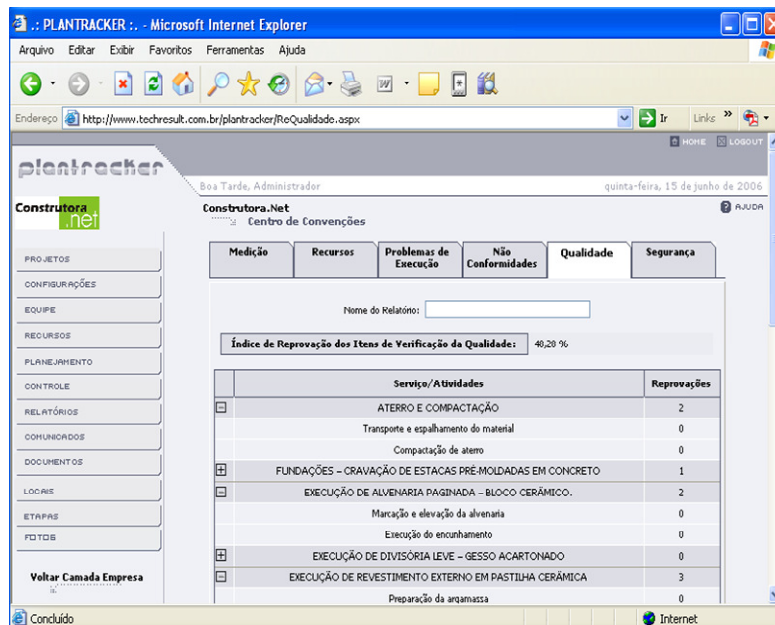 .: PLANTRACKER :. - Microsoft Internet Explorer
Arquivo Editar Exibir Favoritos Ferramentas Ajuda
Endereço http://www.techresult.com.br/plantracker/ReQualidade.aspx Ir Links »
HOME LOGOUT
plantracker
Boa Tarde, Administrador quinta-feira, 15 de junho de 2006
Construtora .net
Construtora.Net AJUDA
Centro de Convenções
PROJETOS
CONFIGURAÇÕES
EQUIPE
RECURSOS
PLANEJAMENTO
CONTROLE
RELATÓRIOS
COMUNICADOS
DOCUMENTOS
LOCAIS
ETAPAS
FOTOS
Voltar Camada Empresa
Medição Recursos Problemas de Execução Não Conformidades Qualidade Segurança
Nome do Relatório:
Índice de Reprovação dos Itens de Verificação da Qualidade: 40,20 %
Serviço/Atividades Reprovações
ATERRO E COMPACTAÇÃO 2
Transporte e espalhamento do material 0
Compactação de aterro 0
FUNDAÇÕES – CRAVAÇÃO DE ESTACAS PRÉ-MOLDADAS EM CONCRETO 1
EXECUÇÃO DE ALVENARIA PAGINADA – BLOCO CERÂMICO. 2
Marcação e elevação da alvenaria 0
Execução do encunhamento 0
EXECUÇÃO DE DIVISÓRIA LEVE – GESSO ACARTONADO 0
EXECUÇÃO DE REVESTIMENTO EXTERNO EM PASTILHA CERÂMICA 3
Preparação da argamassa 0
Concluído Internet